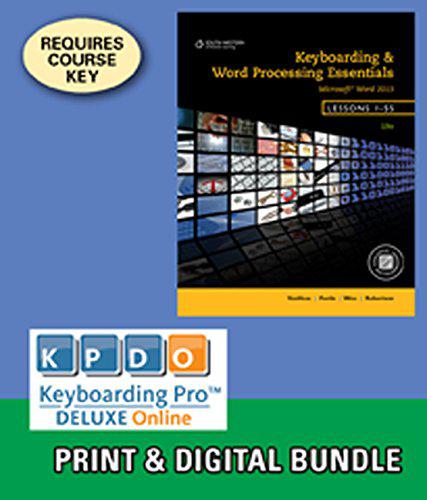 REQUIRES
COURSE
KEY
SOUTH-WESTERN
Keyboarding &
Word Processing Essentials
Microsoft® Word 2013
LESSONS 1-55
19e
VanHuss | Forde | Woo | Robertson
KPDO
Keyboarding Pro™
DELUXE Online
PRINT & DIGITAL BUNDLE